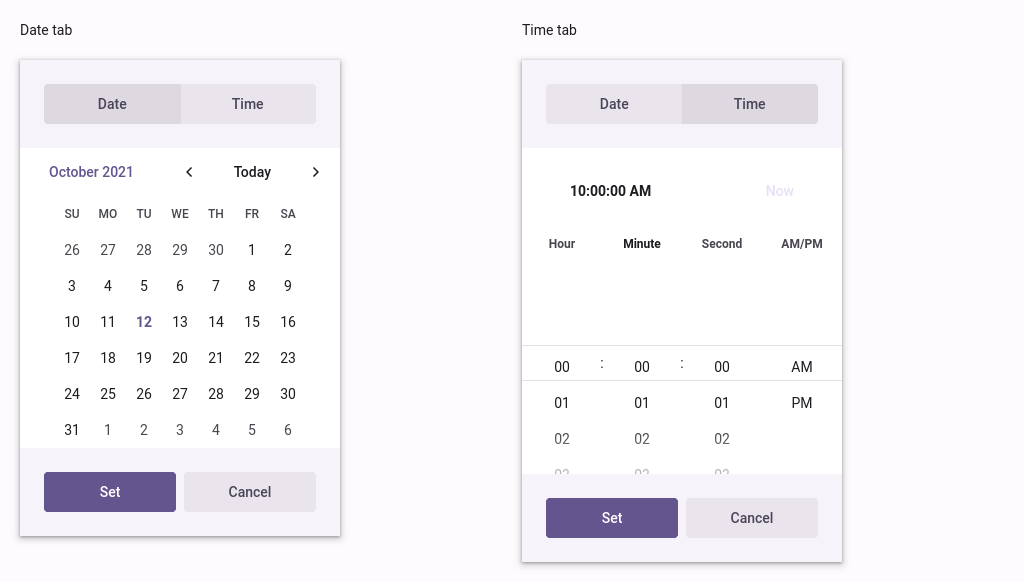 Date tab
Date Time
October 2021 Today
SU MO TU WE TH FR SA
26 27 28 29 30 1 2
3 4 5 6 7 8 9
10 11 12 13 14 15 16
17 18 19 20 21 22 23
24 25 26 27 28 29 30
31 1 2 3 4 5 6
Set Cancel
Time tab
Date Time
10:00:00 AM Now
Hour Minute Second AM/PM
00 : 00 : 00 AM
01 01 01 PM
02 02 02
03 03 03
Set Cancel